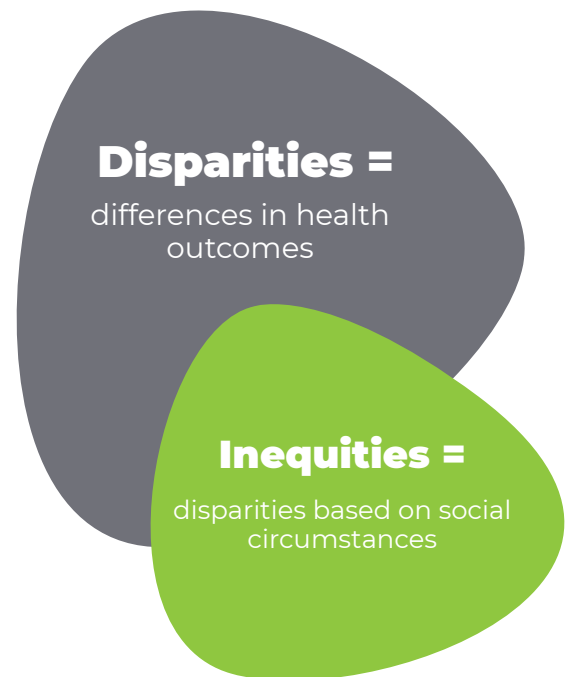 Disparities =
differences in health
outcomes
Inequities =
disparities based on social
circumstances